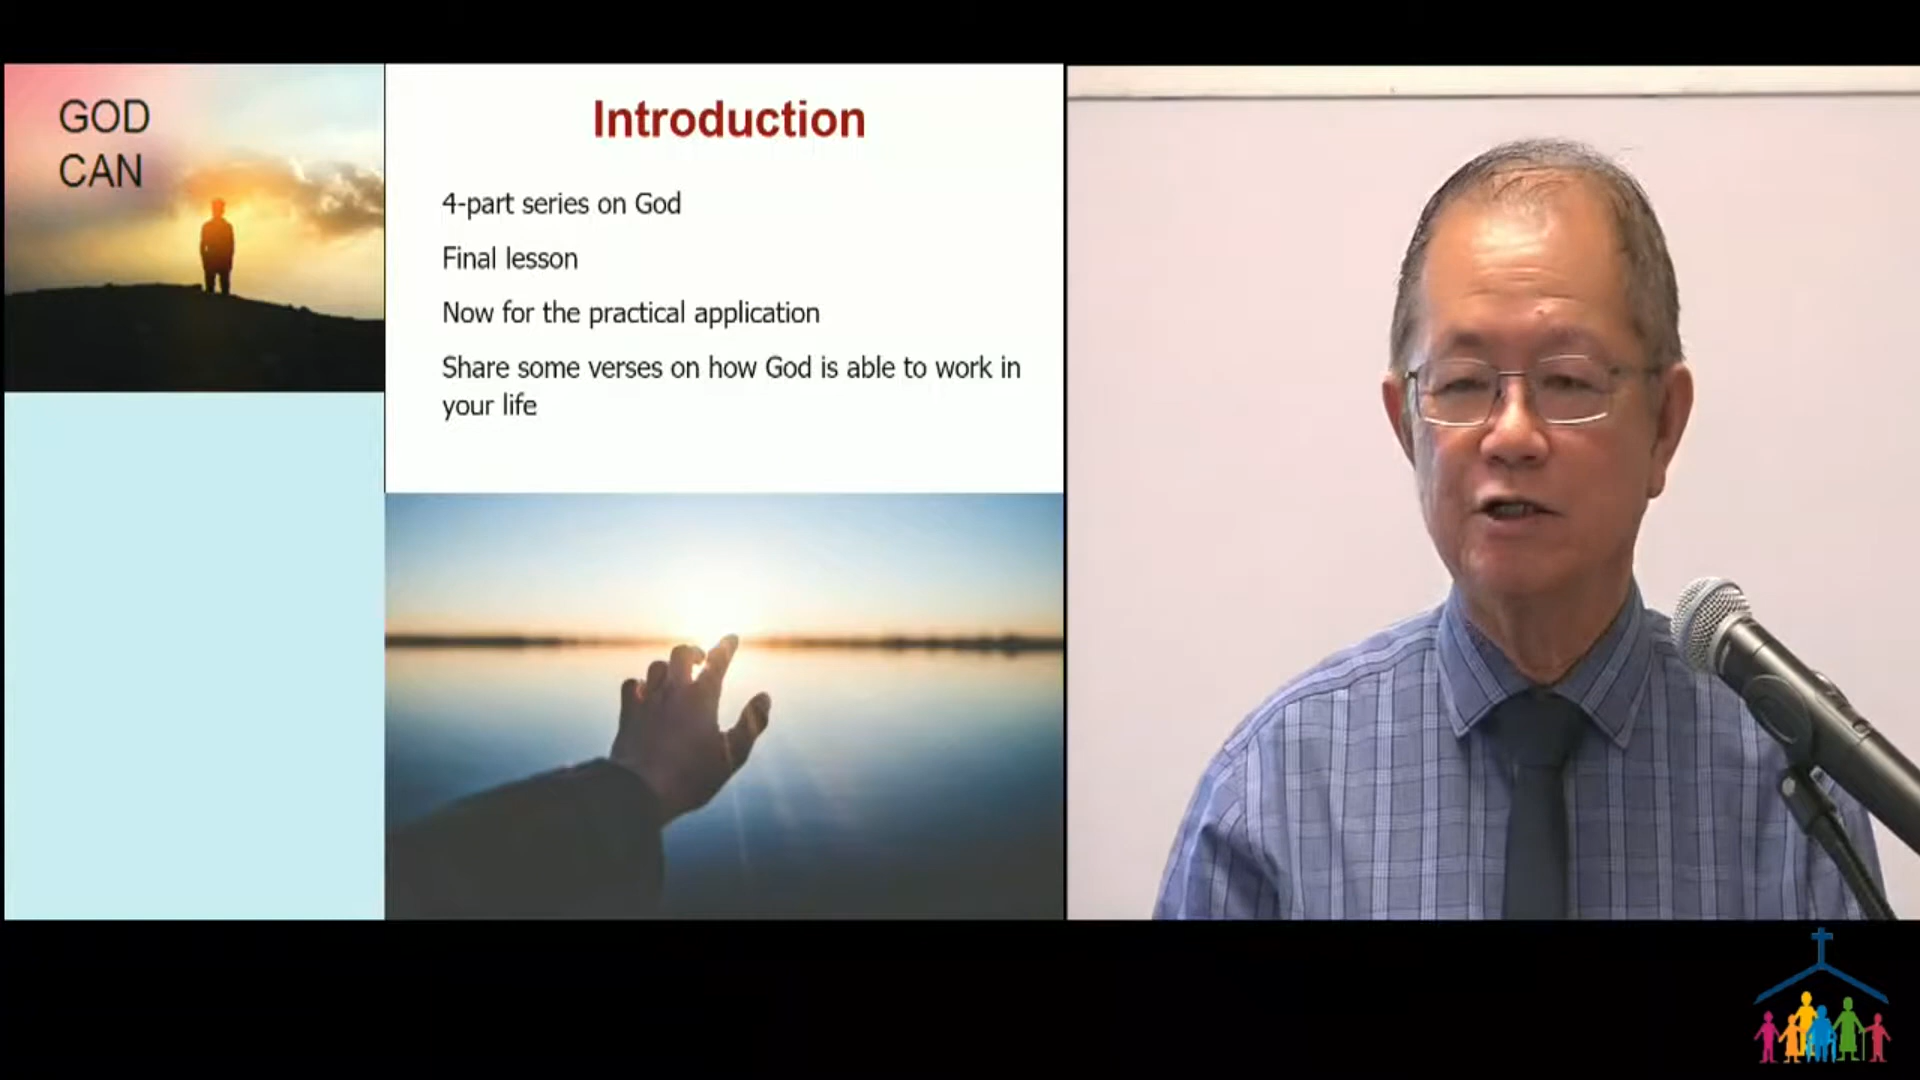 GOD
CAN
Introduction
4-part series on God
Final lesson
Now for the practical application
Share some verses on how God is able to work in
your life